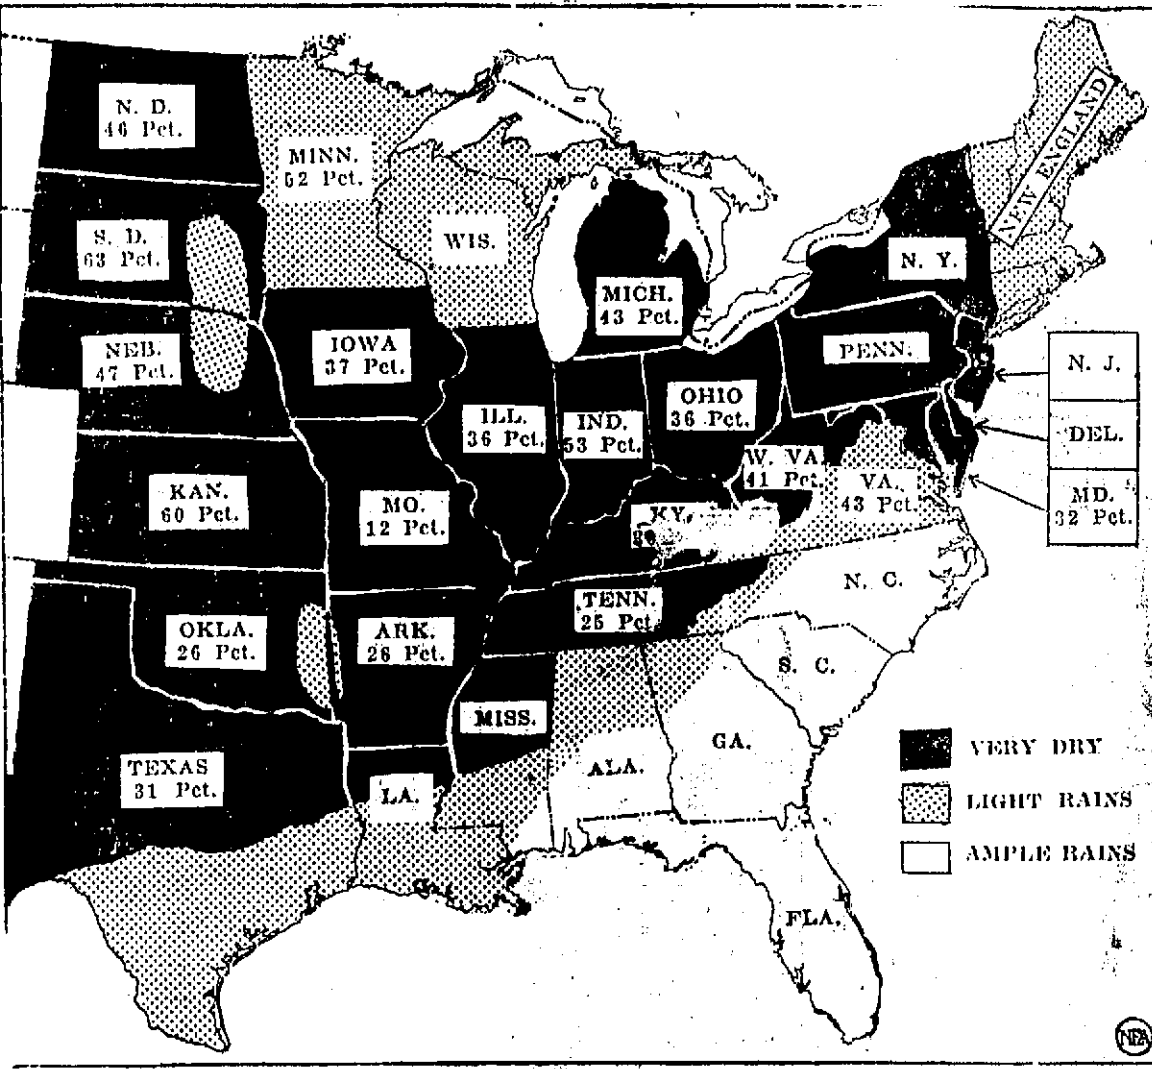 N. D.
46 Pct.
MINN.
52 Pct.
NEW ENGLAND
S. D.
63 Pct.
WIS.
N. Y.
MICH.
43 Pct.
NEB.
47 Pct.
IOWA
37 Pct.
PENN.
N. J.
ILL.
36 Pct.
IND.
53 Pct.
OHIO
36 Pct.
DEL.
W. VA.
41 Pct.
KAN.
60 Pct.
MO.
12 Pct.
KY.
VA.
43 Pct.
MD.
32 Pct.
N. C.
TENN.
25 Pct
OKLA.
26 Pct.
ARK.
26 Pct.
S. C.
MISS.
GA.
TEXAS
31 Pct.
LA.
ALA.
VERY DRY
LIGHT RAINS
AMPLE RAINS
FLA.
NEA